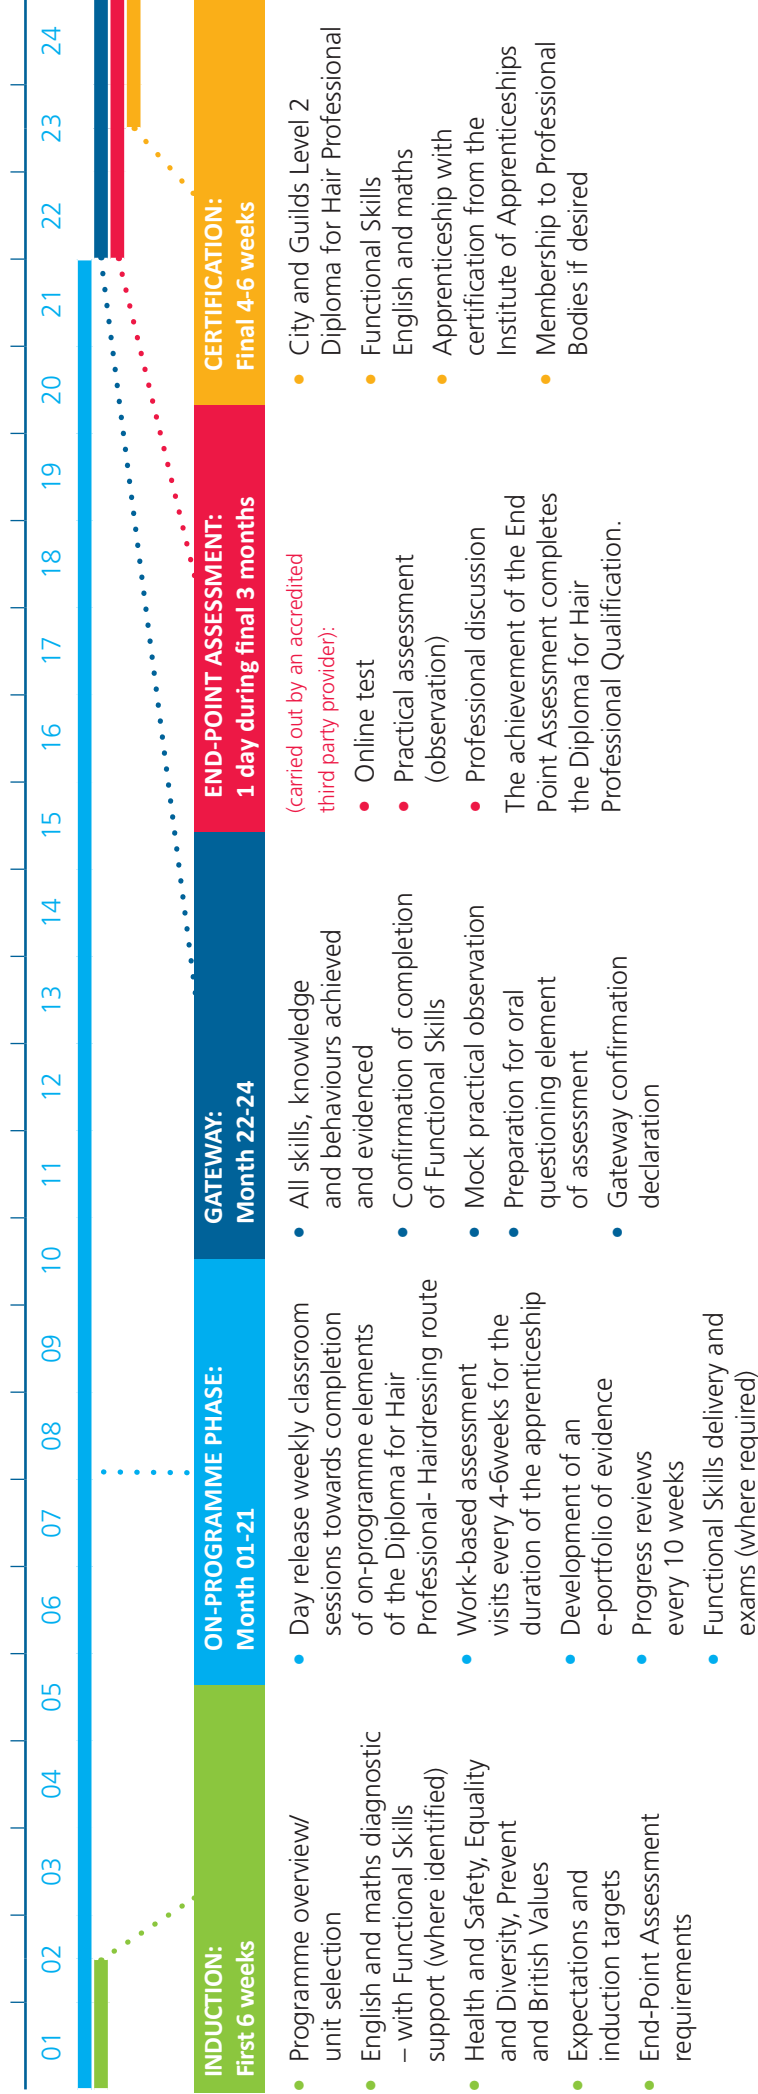 01 02 03 04 05 06 07 08 09 10 11 12 13 14 15 16 17 18 19 20 21 22 23 24
INDUCTION:
First 6 weeks
• Programme overview/
unit selection
• English and maths diagnostic
– with Functional Skills
support (where identified)
• Health and Safety, Equality
and Diversity, Prevent
and British Values
• Expectations and
induction targets
• End-Point Assessment
requirements
ON-PROGRAMME PHASE:
Month 01-21
• Day release weekly classroom
sessions towards completion
of on-programme elements
of the Diploma for Hair
Professional- Hairdressing route
• Work-based assessment
visits every 4-6weeks for the
duration of the apprenticeship
• Development of an
e-portfolio of evidence
• Progress reviews
every 10 weeks
• Functional Skills delivery and
exams (where required)
GATEWAY:
Month 22-24
• All skills, knowledge
and behaviours achieved
and evidenced
• Confirmation of completion
of Functional Skills
• Mock practical observation
• Preparation for oral
questioning element
of assessment
• Gateway confirmation
declaration
END-POINT ASSESSMENT:
1 day during final 3 months
(carried out by an accredited
third party provider):
• Online test
• Practical assessment
(observation)
• Professional discussion
The achievement of the End
Point Assessment completes
the Diploma for Hair
Professional Qualification.
CERTIFICATION:
Final 4-6 weeks
• City and Guilds Level 2
Diploma for Hair Professional
• Functional Skills
English and maths
• Apprenticeship with
certification from the
Institute of Apprenticeships
• Membership to Professional
Bodies if desired